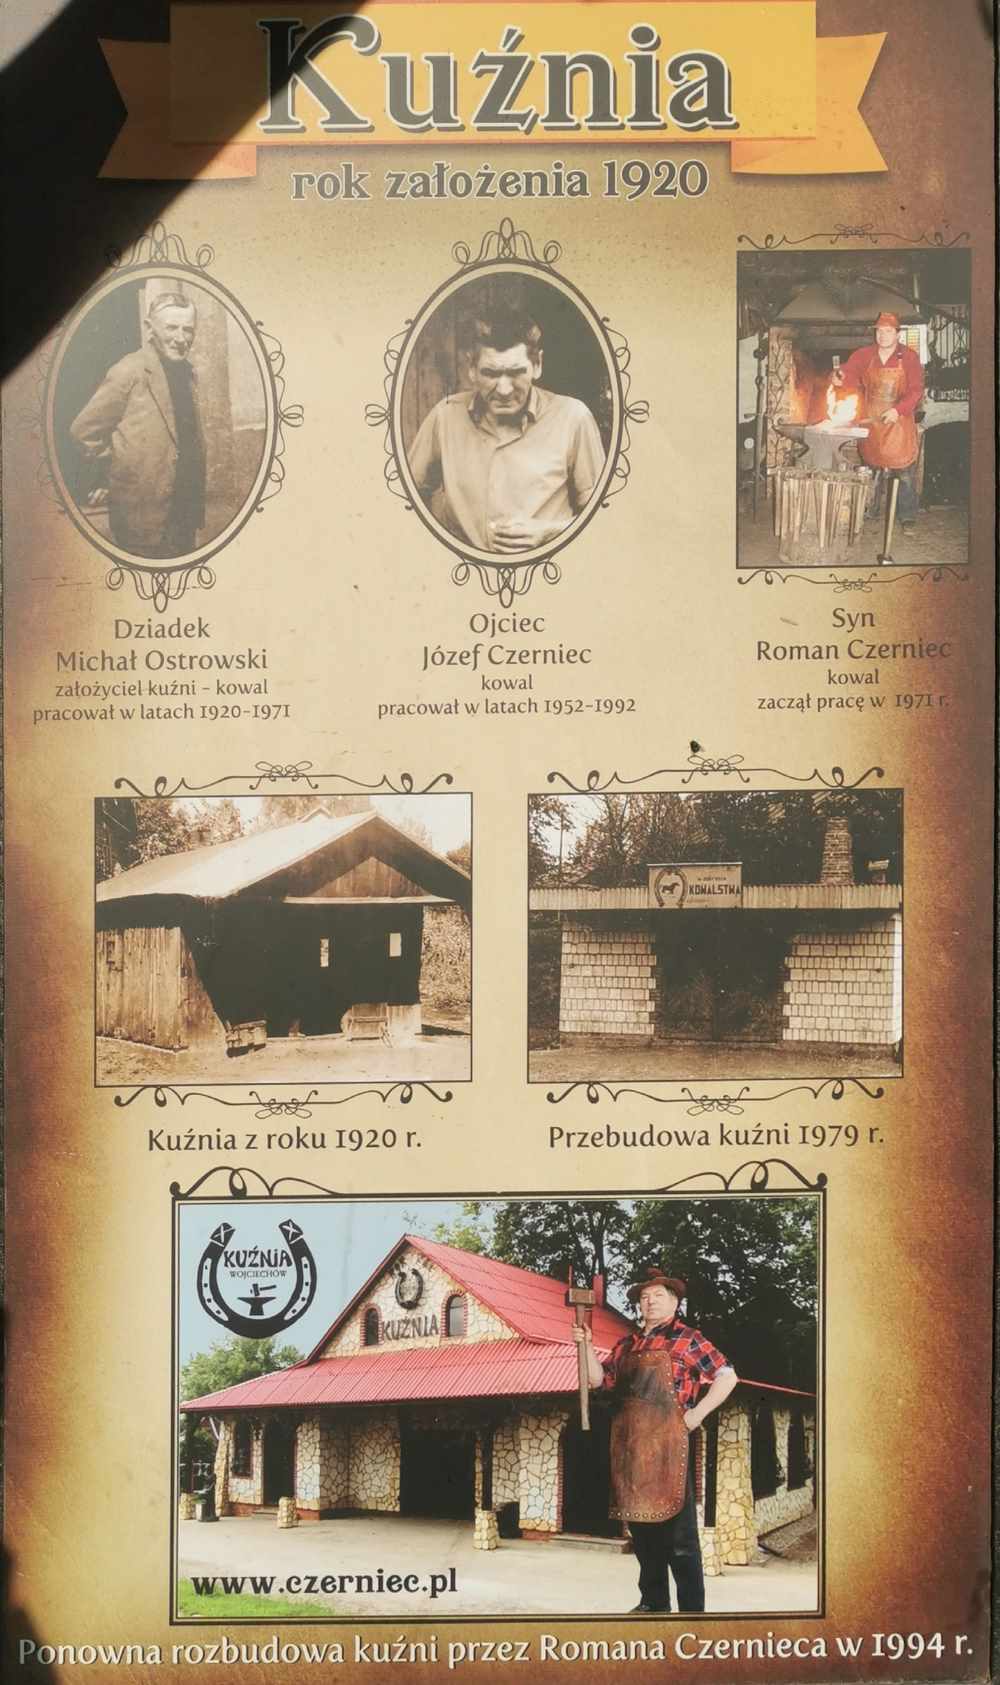 Kuźnia
rok założenia 1920
Dziadek
Michał Ostrowski
założyciel kuźni - kowal
pracował w latach 1920-1971
Ojciec
Józef Czerniec
kowal
pracował w latach 1952-1992
Syn
Roman Czerniec
kowal
zaczął pracę w 1971 r.
KOWALSTWA
Kuźnia z roku 1920 r.
Przebudowa kuźni 1979 r.
KUŹNIA
WOJCIECHÓW
KUŹNIA
www.czerniec.pl
Ponowna rozbudowa kuźni przez Romana Czernieca w 1994 r.